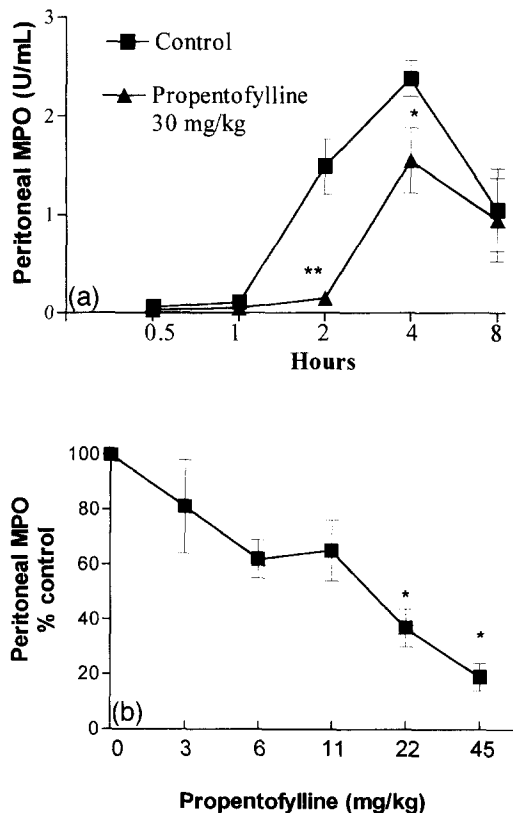 Peritoneal MPO (U/mL)
3
2
1
0
Control
Propentofylline
30 mg/kg
*
**
(a)
0.5 1 2 4 8
Hours
Peritoneal MPO
% control
100
80
60
40
20
0
*
*
(b)
0 3 6 11 22 45
Propentofylline (mg/kg)